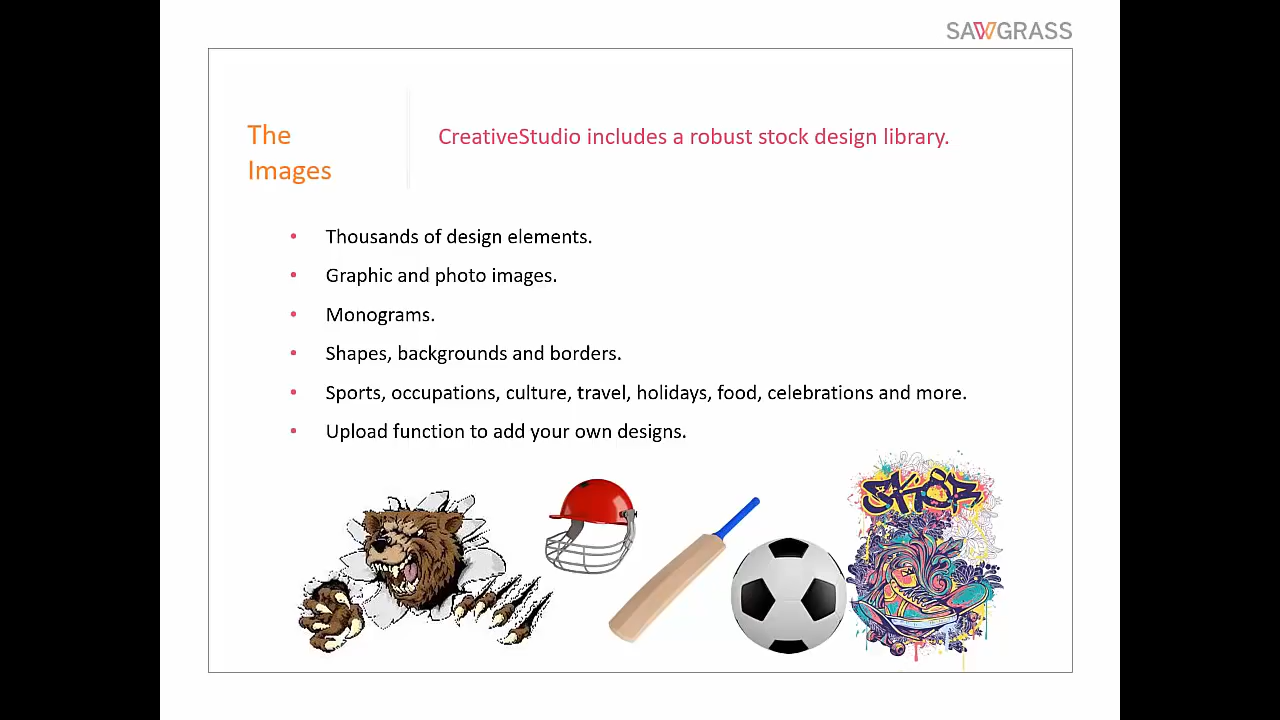 SAWGRASS
The
Images
CreativeStudio includes a robust stock design library.
• Thousands of design elements.
• Graphic and photo images.
• Monograms.
• Shapes, backgrounds and borders.
• Sports, occupations, culture, travel, holidays, food, celebrations and more.
• Upload function to add your own designs.
SK8R